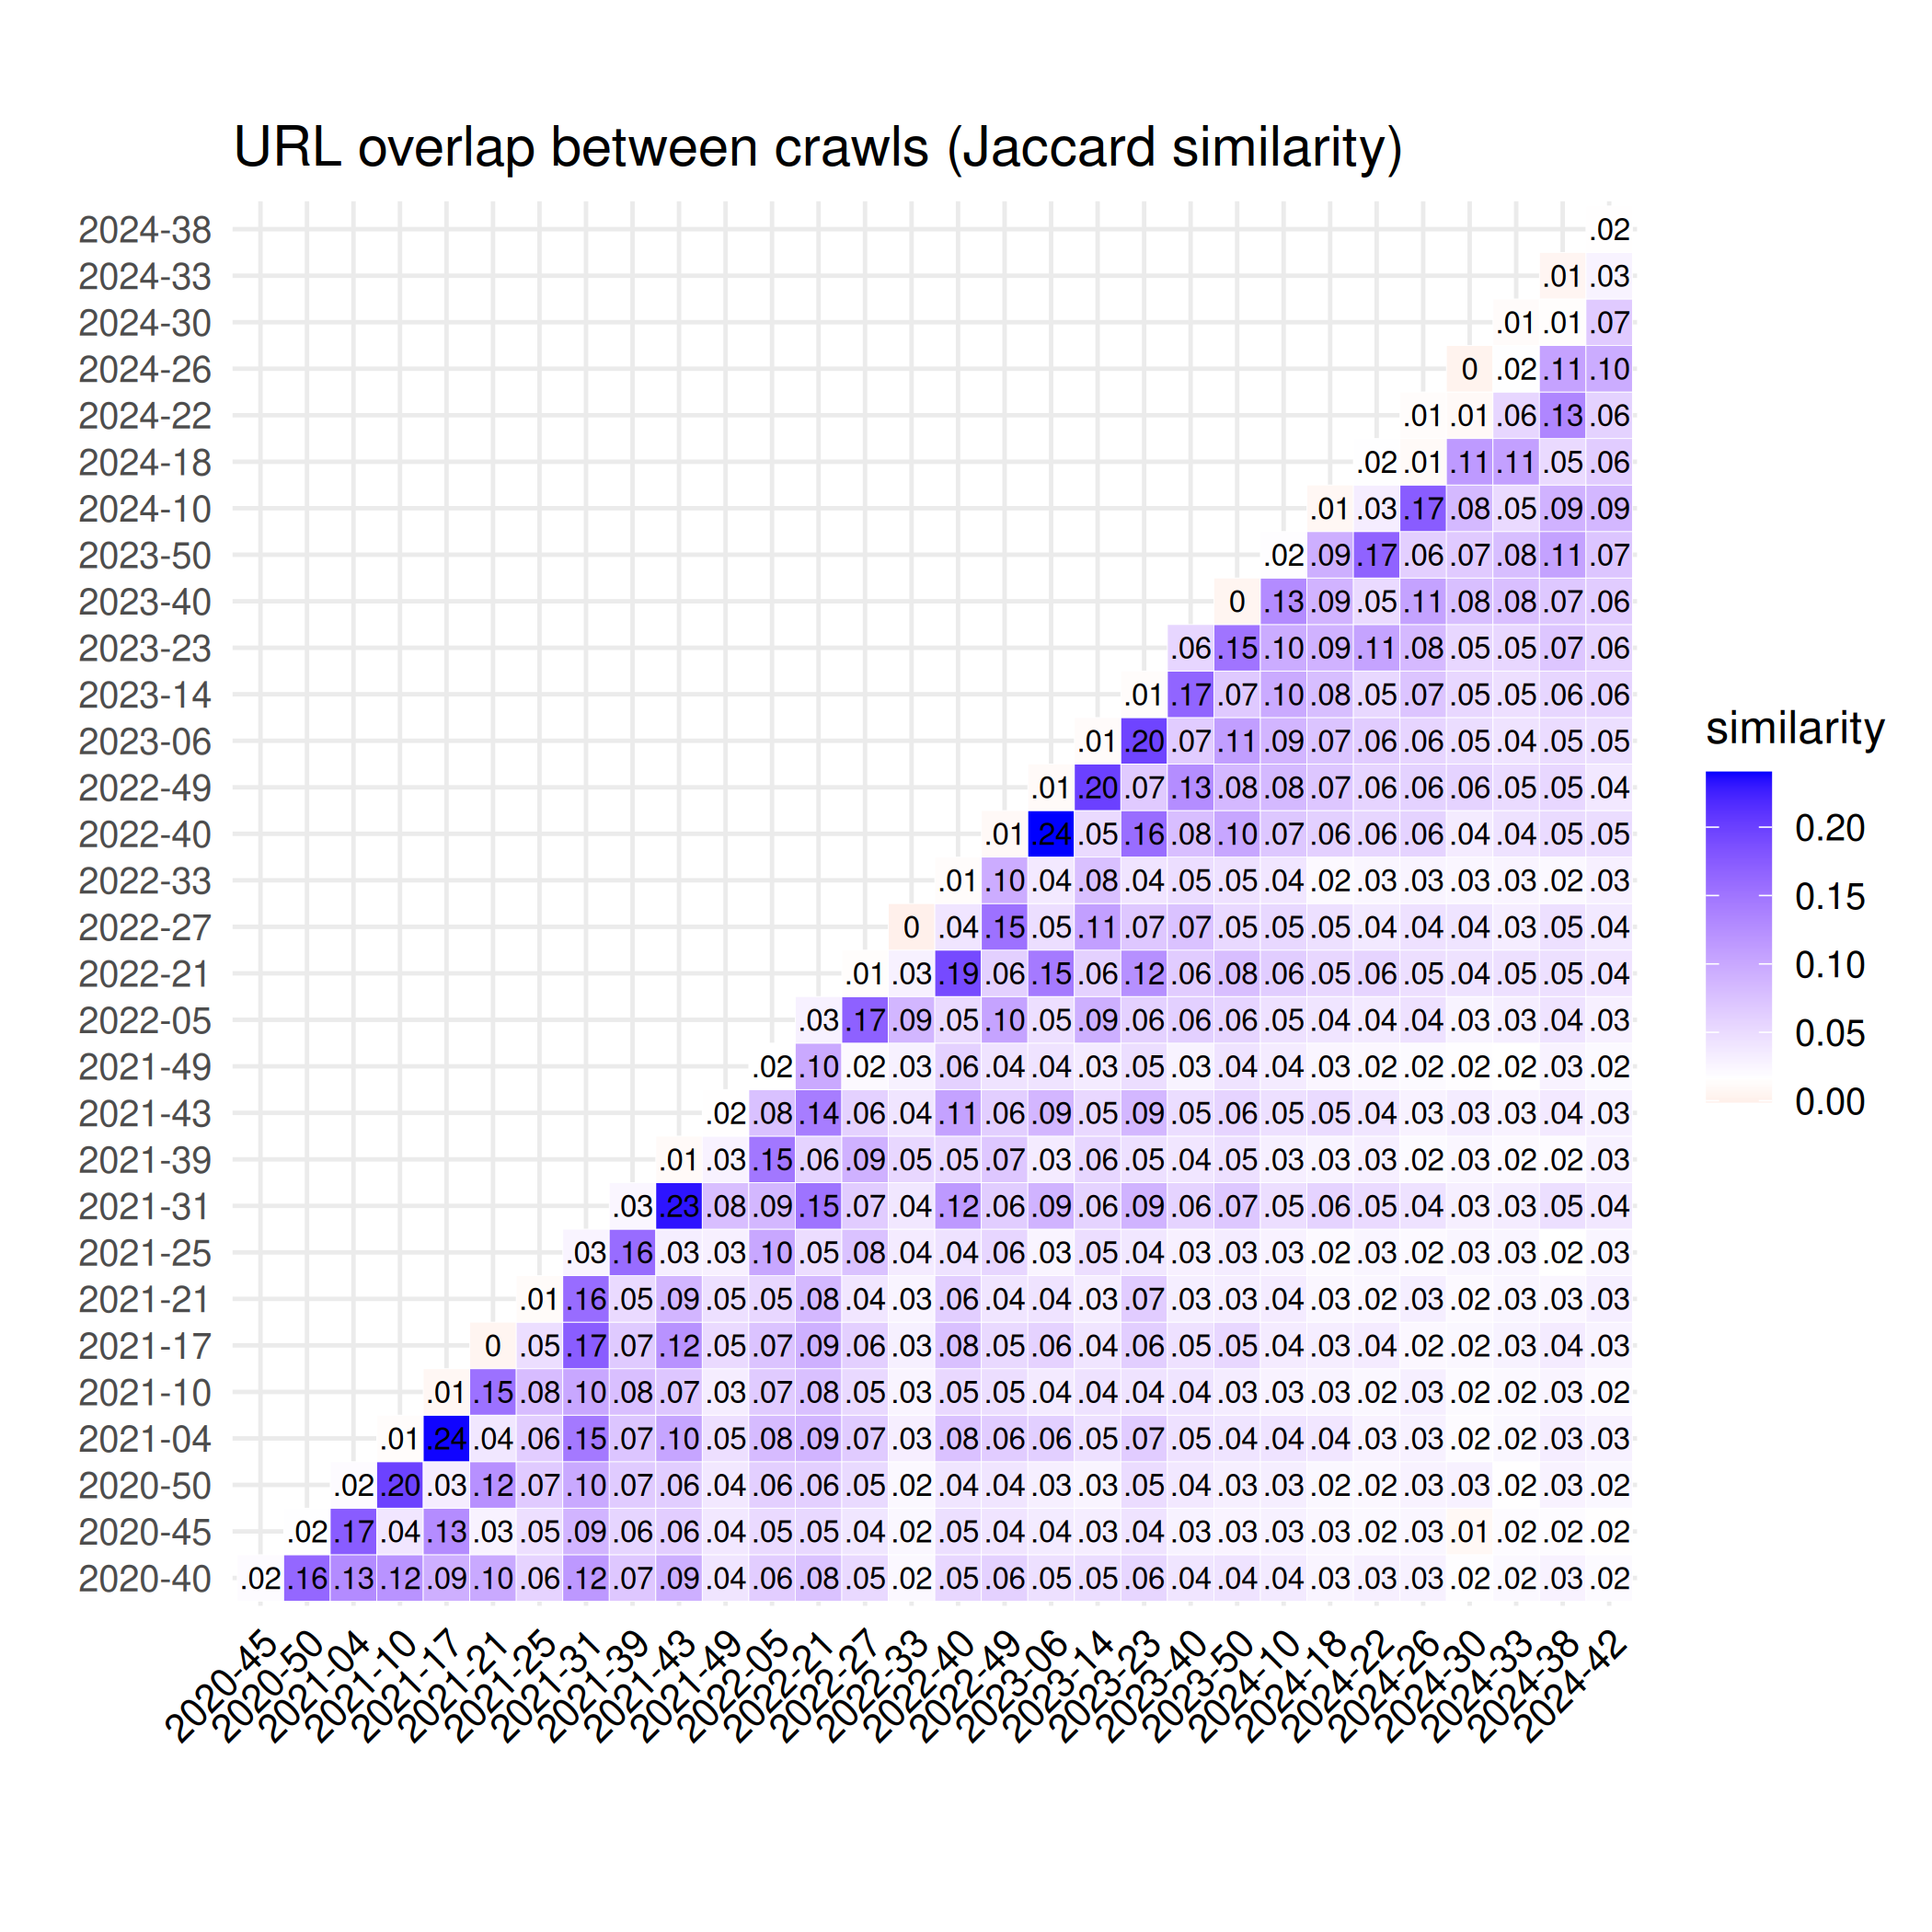 URL overlap between crawls (Jaccard similarity)
2024-38 .02
2024-33 .01 .03
2024-30 .01 .01 .07
2024-26 0 .02 .11 .10
2024-22 .01 .01 .06 .13 .06
2024-18 .02 .01 .11 .11 .05 .06
2024-10 .01 .03 .17 .08 .05 .09 .09
2023-50 .02 .09 .17 .06 .07 .08 .11 .07
2023-40 0 .13 .09 .05 .11 .08 .08 .07 .06
2023-23 .06 .15 .10 .09 .11 .08 .05 .05 .07 .06
2023-14 .01 .17 .07 .10 .08 .05 .07 .05 .05 .06 .06
2023-06 .01 .20 .07 .11 .09 .07 .06 .06 .05 .04 .05 .05
2022-49 .01 .20 .07 .13 .08 .08 .07 .06 .06 .06 .05 .05 .04
2022-40 .01 .24 .05 .16 .08 .10 .07 .06 .06 .06 .04 .04 .05 .05
2022-33 .01 .10 .04 .08 .04 .05 .05 .04 .02 .03 .03 .03 .03 .02 .03
2022-27 0 .04 .15 .05 .11 .07 .07 .05 .05 .05 .04 .04 .04 .03 .05 .04
2022-21 .01 .03 .19 .06 .15 .06 .12 .06 .08 .06 .05 .06 .05 .04 .05 .05 .04
2022-05 .03 .17 .09 .05 .10 .05 .09 .06 .06 .06 .05 .04 .04 .04 .03 .03 .04 .03
2021-49 .02 .10 .02 .03 .06 .04 .04 .03 .05 .03 .04 .04 .03 .02 .02 .02 .02 .03 .02
2021-43 .02 .08 .14 .06 .04 .11 .06 .09 .05 .09 .05 .06 .05 .05 .04 .03 .03 .03 .04 .03
2021-39 .01 .03 .15 .06 .09 .05 .05 .07 .03 .06 .05 .04 .05 .03 .03 .03 .02 .03 .02 .02 .03
2021-31 .03 .23 .08 .09 .15 .07 .04 .12 .06 .09 .06 .09 .06 .07 .05 .06 .05 .04 .03 .03 .05 .04
2021-25 .03 .16 .03 .03 .10 .05 .08 .04 .04 .06 .03 .05 .04 .03 .03 .03 .02 .03 .02 .03 .03 .02 .03
2021-21 .01 .16 .05 .09 .05 .05 .08 .04 .03 .06 .04 .04 .03 .07 .03 .03 .04 .03 .02 .03 .02 .03 .03 .03
2021-17 0 .05 .17 .07 .12 .05 .07 .09 .06 .03 .08 .05 .06 .04 .06 .05 .05 .04 .03 .04 .02 .02 .03 .04 .03
2021-10 .01 .15 .08 .10 .08 .07 .03 .07 .08 .05 .03 .05 .05 .04 .04 .04 .04 .03 .03 .03 .02 .03 .02 .02 .03 .02
2021-04 .01 .24 .04 .06 .15 .07 .10 .05 .08 .09 .07 .03 .08 .06 .06 .05 .07 .05 .04 .04 .04 .03 .03 .02 .02 .03 .03
2020-50 .02 .20 .03 .12 .07 .10 .07 .06 .04 .06 .06 .05 .02 .04 .04 .03 .03 .05 .04 .03 .03 .02 .02 .03 .03 .02 .03 .02
2020-45 .02 .17 .04 .13 .03 .05 .09 .06 .06 .04 .05 .05 .04 .02 .05 .04 .04 .03 .04 .03 .03 .03 .03 .02 .03 .01 .02 .02 .02
2020-40 .02 .16 .13 .12 .09 .10 .06 .12 .07 .09 .04 .06 .08 .05 .02 .05 .06 .05 .05 .06 .04 .04 .04 .03 .03 .03 .02 .02 .03 .02
2020-45 2020-50 2021-04 2021-10 2021-17 2021-21 2021-25 2021-31 2021-39 2021-43 2021-49 2022-05 2022-21 2022-27 2022-33 2022-40 2022-49 2023-06 2023-14 2023-23 2023-40 2023-50 2024-10 2024-18 2024-22 2024-26 2024-30 2024-33 2024-38 2024-42
similarity
0.20
0.15
0.10
0.05
0.00